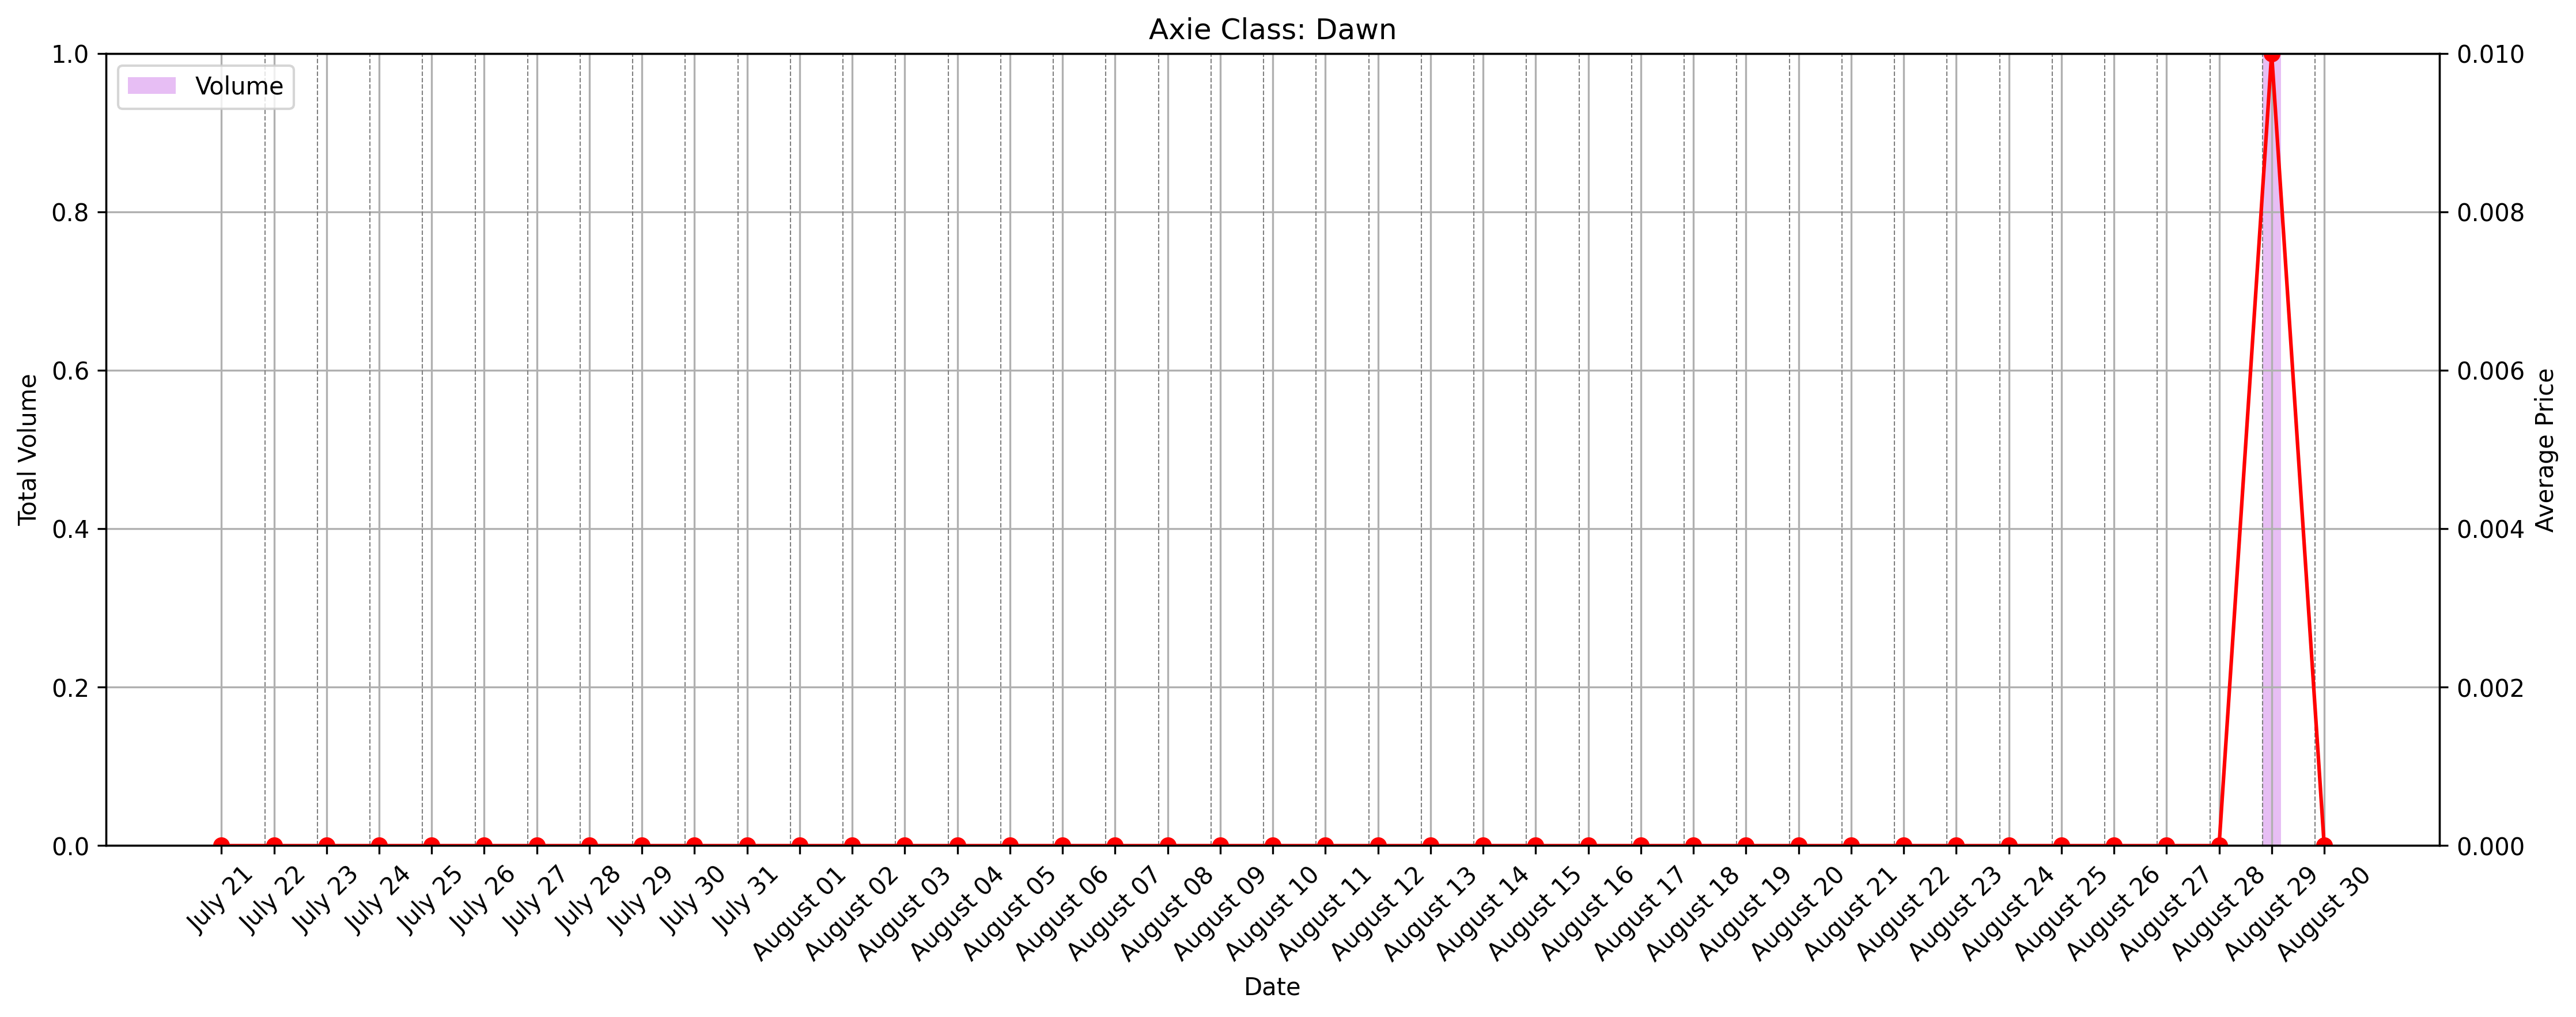 Axie Class: Dawn
Volume
1.0
0.8
0.6
0.4
0.2
0.0
Total Volume
0.010
0.008
0.006
0.004
0.002
0.000
Average Price
July 21
July 22
July 23
July 24
July 25
July 26
July 27
July 28
July 29
July 30
July 31
August 01
August 02
August 03
August 04
August 05
August 06
August 07
August 08
August 09
August 10
August 11
August 12
August 13
August 14
August 15
August 16
August 17
August 18
August 19
August 20
August 21
August 22
August 23
August 24
August 25
August 26
August 27
August 28
August 29
August 30
Date